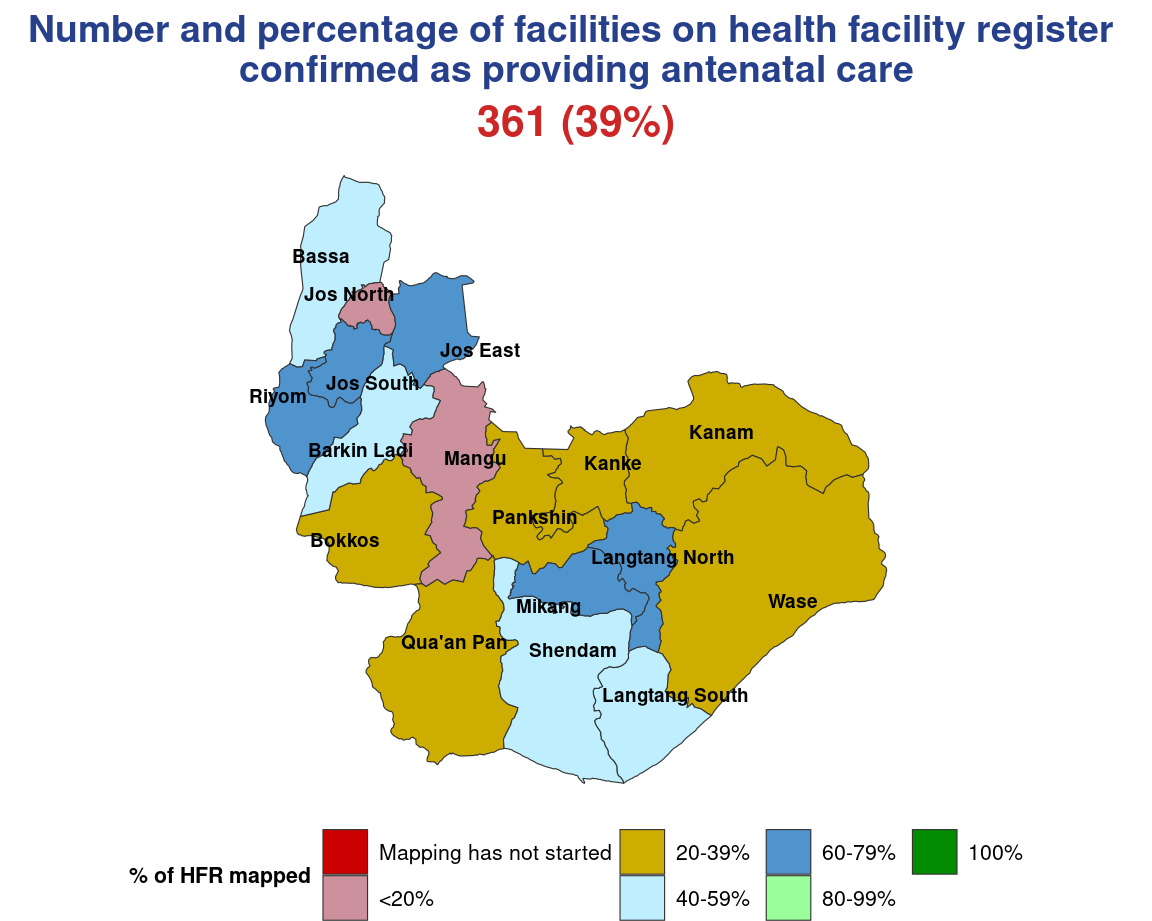 Number and percentage of facilities on health facility register
confirmed as providing antenatal care
361 (39%)
Bassa
Jos North
Jos East
Jos South
Riyom
Kanam
Barkin Ladi
Mangu
Kanke
Pankshin
Bokkos
Langtang North
Mikang
Wase
Qua'an Pan
Shendam
Langtang South
% of HFR mapped
Mapping has not started
<20%
20-39%
40-59%
60-79%
80-99%
100%